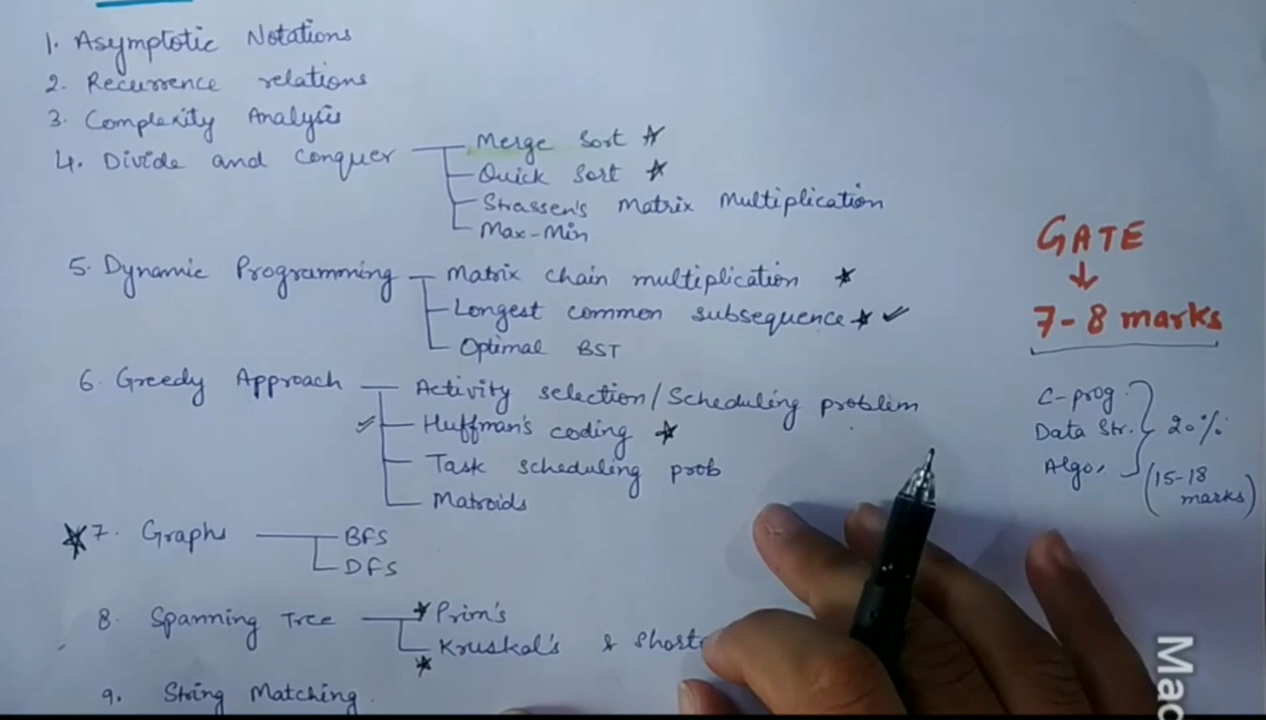 1. Asymptotic Notations
2. Recurrence relations
3. Complexity Analysis
4. Divide and Conquer
Merge Sort
Quick Sort
Strassen's Matrix Multiplication
Max-Min
5. Dynamic Programming
Matrix chain multiplication
Longest common subsequence
Optimal BST
6. Greedy Approach
Activity selection/Scheduling problem
Huffman's coding
Task scheduling prob
Matroids
7. Graphs
BFS
DFS
8. Spanning Tree
Prim's
Kruskal's &
9. String Matching
GATE
7-8 marks
C-prog.
Data Str.
Algo.
20%
(15-18
marks)